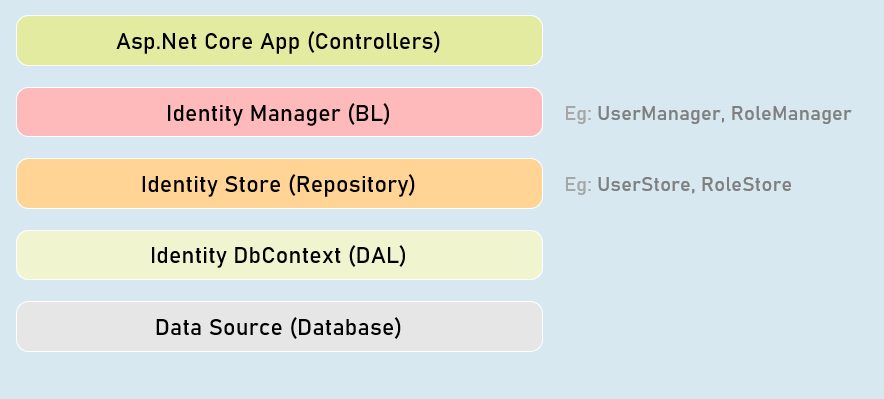 Asp.Net Core App (Controllers)
Identity Manager (BL)
Eg: UserManager, RoleManager
Identity Store (Repository)
Eg: UserStore, RoleStore
Identity DbContext (DAL)
Data Source (Database)